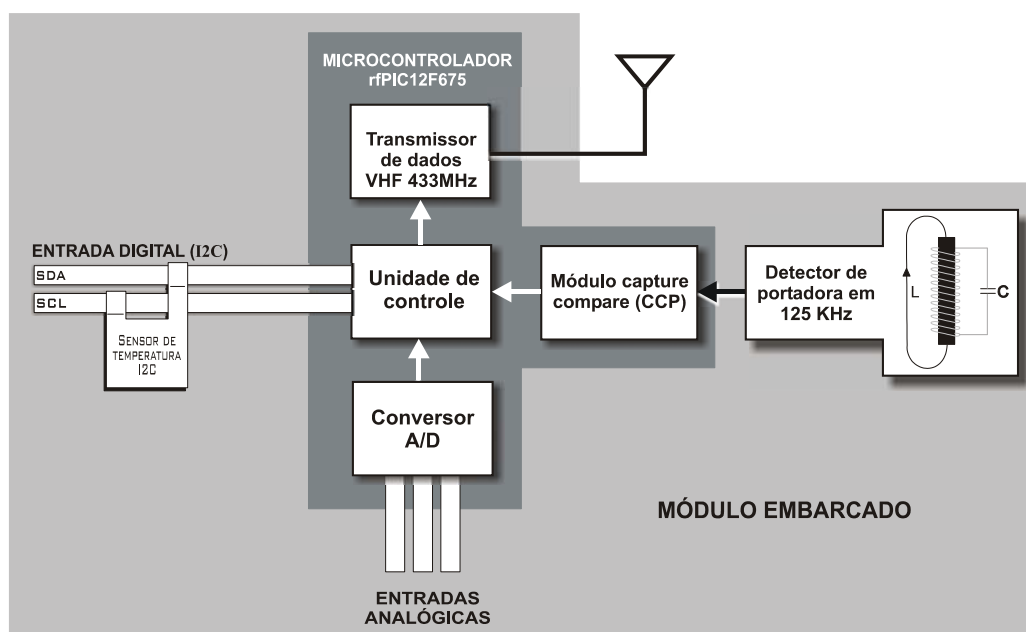 MICROCONTROLADOR
rfPIC12F675
Transmissor
de dados
VHF 433MHz
ENTRADA DIGITAL (I2C)
SDA
SCL
SENSOR DE
TEMPERATURA
I2C
Unidade de
controle
Módulo capture
compare (CCP)
Detector de
portadora em
125 KHz
L
C
Conversor
A/D
MÓDULO EMBARCADO
ENTRADAS
ANALÓGICAS